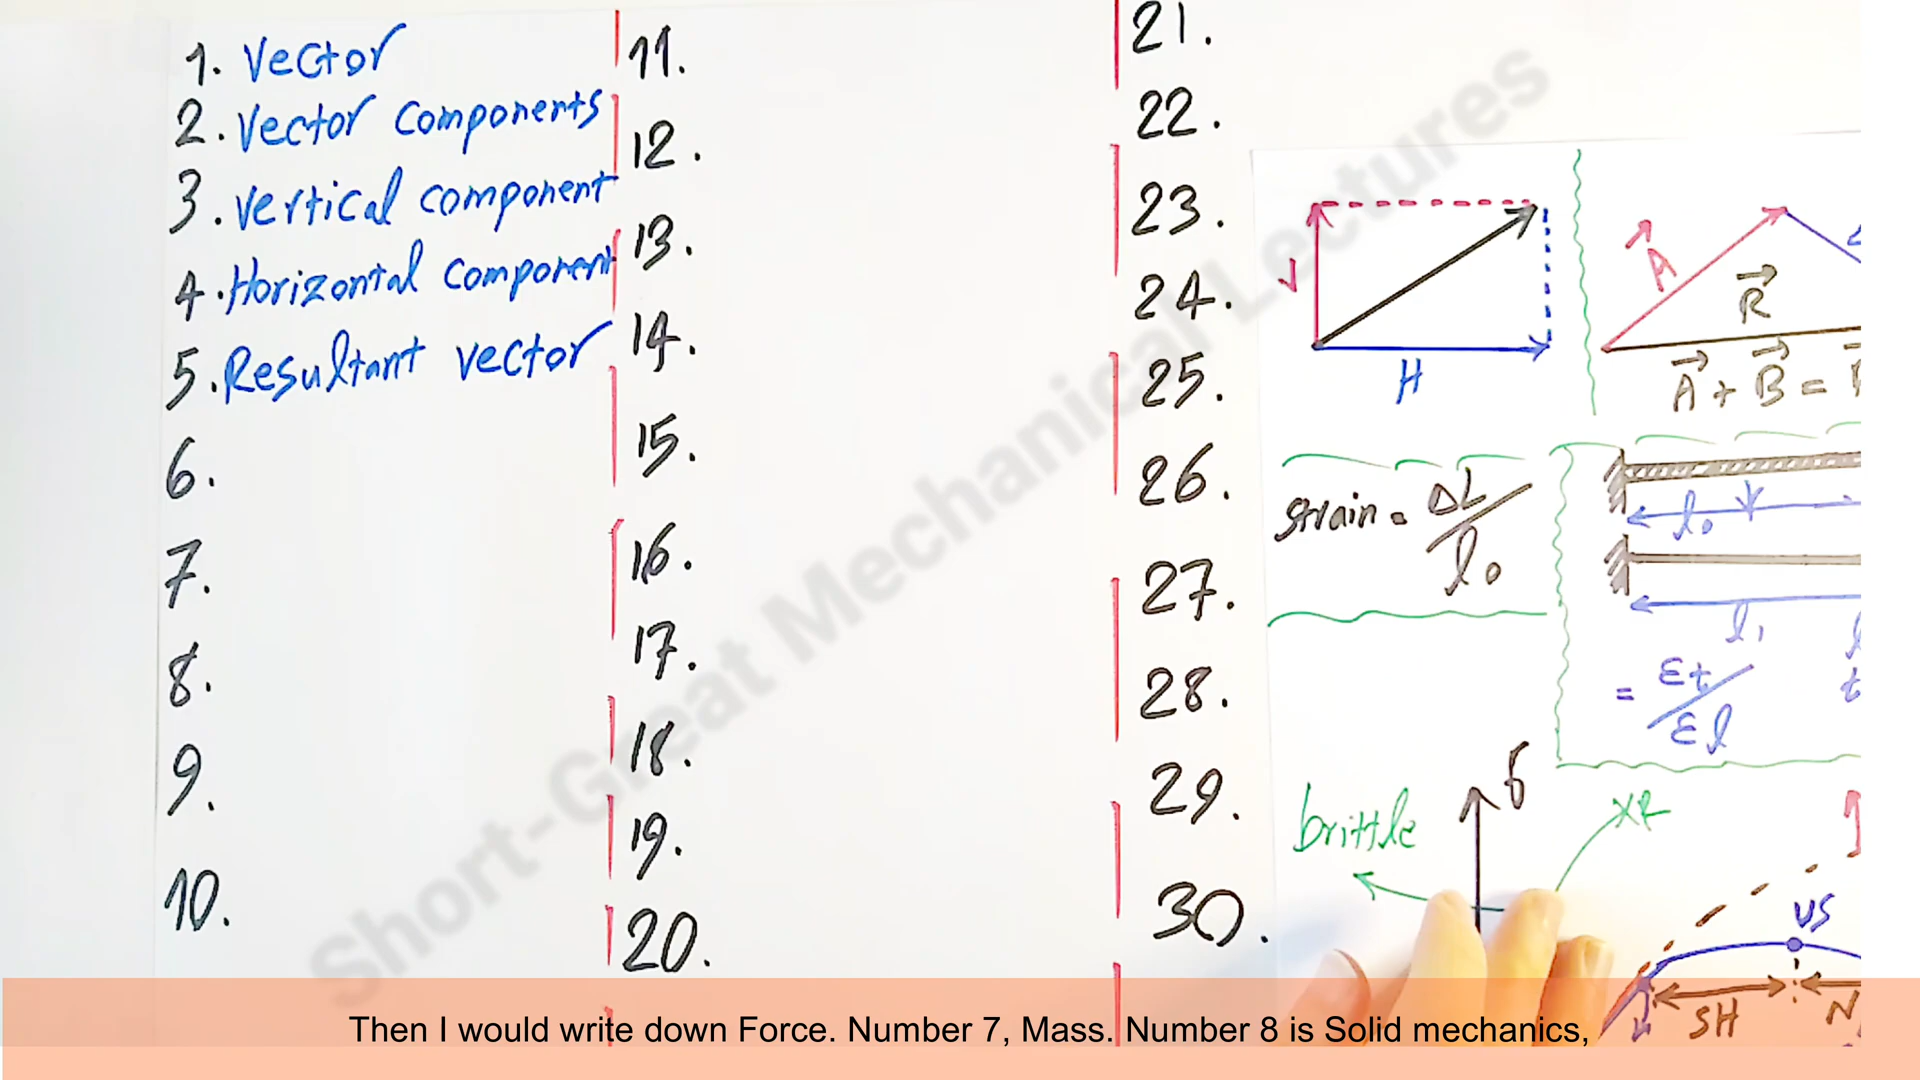 1. Vector
2. Vector components
3. Vertical component
4. Horizontal component
5. Resultant vector
6.
7.
8.
9.
10.
11.
12.
13.
14.
15.
16.
17.
18.
19.
20.
21.
22.
23.
24.
25.
26.
27.
28.
29.
30.
V
H
A
R
A + B =
strain = ΔL/l₀
l₀
l₁
= εt/εl
brittle
σ
US
SH
N
Short-Great Mechanical Lectures
Then I would write down Force. Number 7, Mass. Number 8 is Solid mechanics,